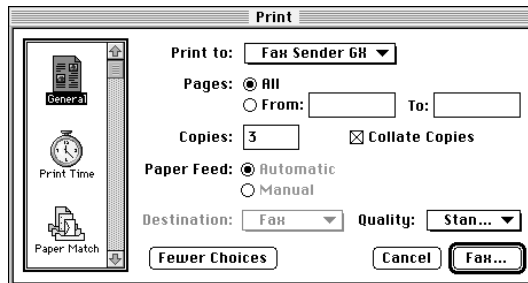 Print
General
Print Time
Paper Match
Print to: Fax Sender GX
Pages: All
From: To:
Copies: 3 Collate Copies
Paper Feed: Automatic
Manual
Destination: Fax Quality: Stan...
Fewer Choices Cancel Fax...